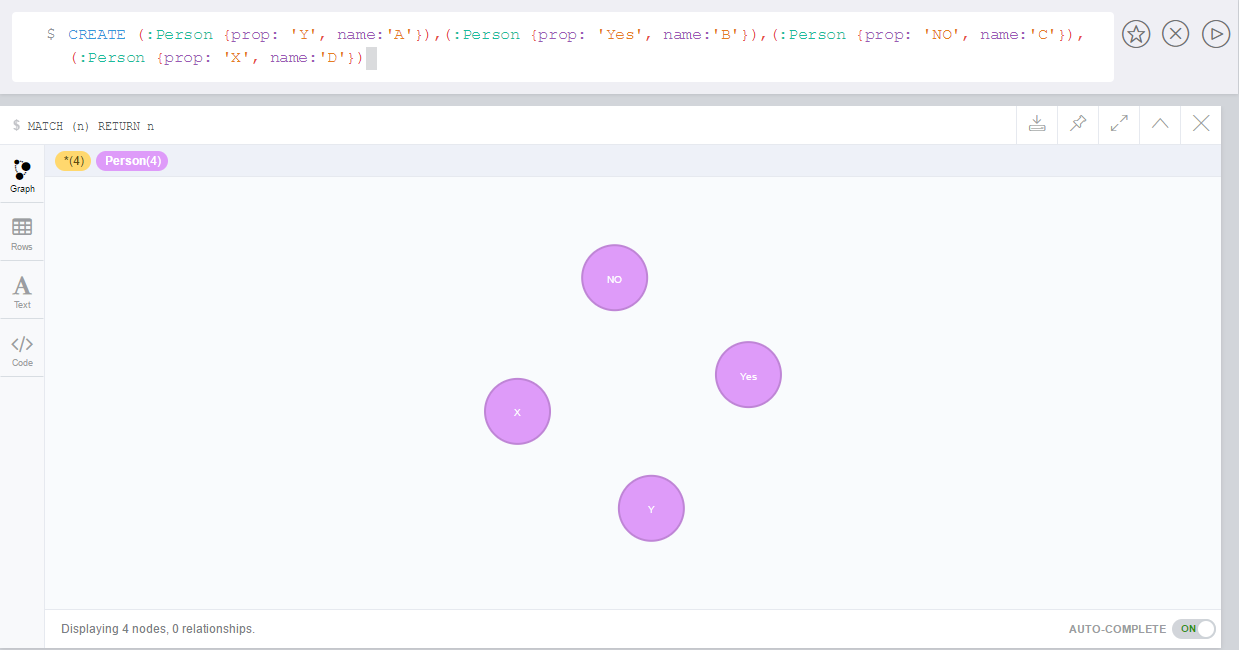 $ CREATE (:Person {prop: 'Y', name:'A'}),(:Person {prop: 'Yes', name:'B'}),(:Person {prop: 'NO', name:'C'}),
(:Person {prop: 'X', name:'D'})
$ MATCH (n) RETURN n
*(4) Person(4)
Graph
Rows
A
Text
</>
Code
NO
Yes
X
Y
Displaying 4 nodes, 0 relationships.
AUTO-COMPLETE ON